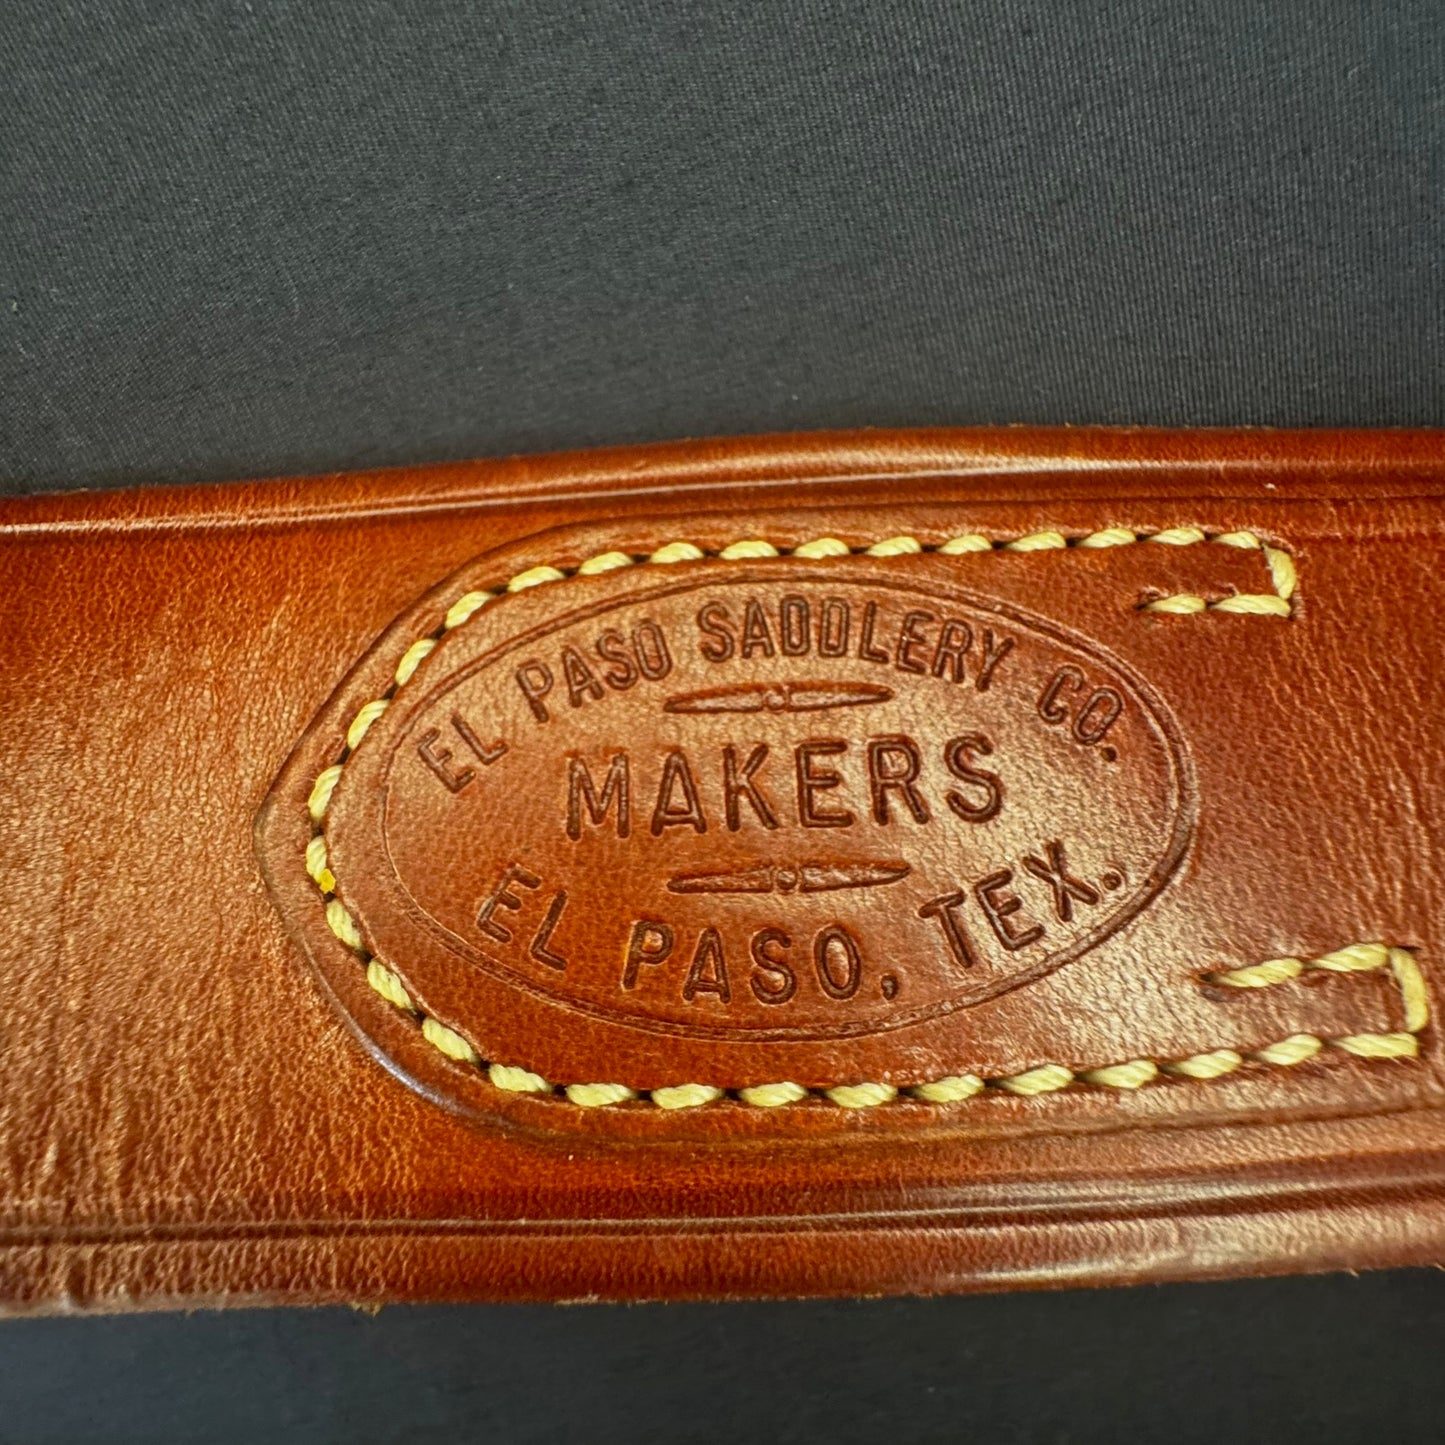 EL PASO SADDLERY CO.
MAKERS
EL PASO, TEX.